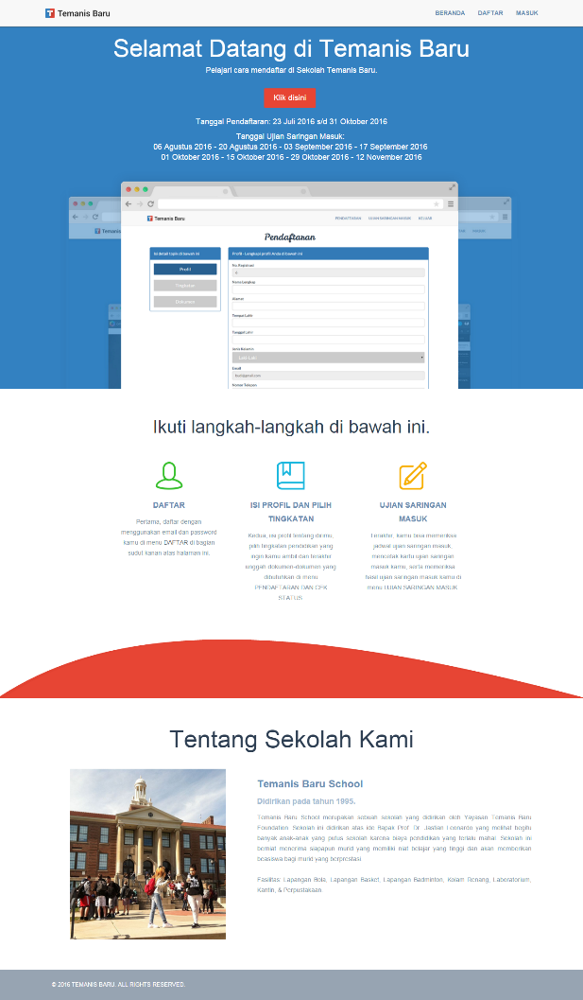 Temanis Baru
BERANDA DAFTAR MASUK
Selamat Datang di Temanis Baru
Pelajari cara mendaftar di Sekolah Temanis Baru.
Klik disini
Tanggal Pendaftaran: 23 Juli 2016 s/d 31 Oktober 2016
Tanggal Ujian Saringan Masuk:
06 Agustus 2016 - 20 Agustus 2016 - 03 September 2016 - 17 September 2016
01 Oktober 2016 - 15 Oktober 2016 - 29 Oktober 2016 - 12 November 2016
Temanis Baru
PENDAFTARAN UJIAN SARINGAN MASUK KELUAR
Pendaftaran
Isi detail topik di bawah ini
Profil
Tingkatan
Dokumen
Profil - Lengkapi profil Anda di bawah ini
No. Registrasi
Nama Lengkap
Alamat
Tempat Lahir
Tanggal Lahir
Jenis Kelamin
Laki-Laki
Email
Nomor Telepon
Ikuti langkah-langkah di bawah ini.
DAFTAR
Pertama, daftar dengan
menggunakan email dan password
kamu di menu DAFTAR di bagian
sudut kanan atas halaman ini.
ISI PROFIL DAN PILIH
TINGKATAN
Kedua, isi profil tentang dirimu,
pilih tingkatan pendidikan yang
ingin kamu ambil dan terakhir
unggah dokumen-dokumen yang
dibutuhkan di menu
PENDAFTARAN DAN CEK
STATUS
UJIAN SARINGAN
MASUK
Terakhir, kamu bisa memeriksa
jadwal ujian saringan masuk,
mencetak kartu ujian saringan
masuk kamu, serta memeriksa
hasil ujian saringan masuk kamu di
menu UJIAN SARINGAN MASUK
Tentang Sekolah Kami
Temanis Baru School
Didirikan pada tahun 1995.
Temanis Baru School merupakan sebuah sekolah yang didirikan oleh Yayasan Temanis Baru
Foundation. Sekolah ini didirikan atas ide Bapak Prof. Dr. Jastian Leonardo yang melihat begitu
banyak anak-anak yang putus sekolah karena biaya pendidikan yang terlalu mahal. Sekolah ini
berniat menerima siapapun murid yang memiliki niat belajar yang tinggi dan akan memberikan
beasiswa bagi murid yang berprestasi.
Fasilitas: Lapangan Bola, Lapangan Basket, Lapangan Badminton, Kolam Renang, Laboratorium,
Kantin, & Perpustakaan.
© 2016 TEMANIS BARU. ALL RIGHTS RESERVED.